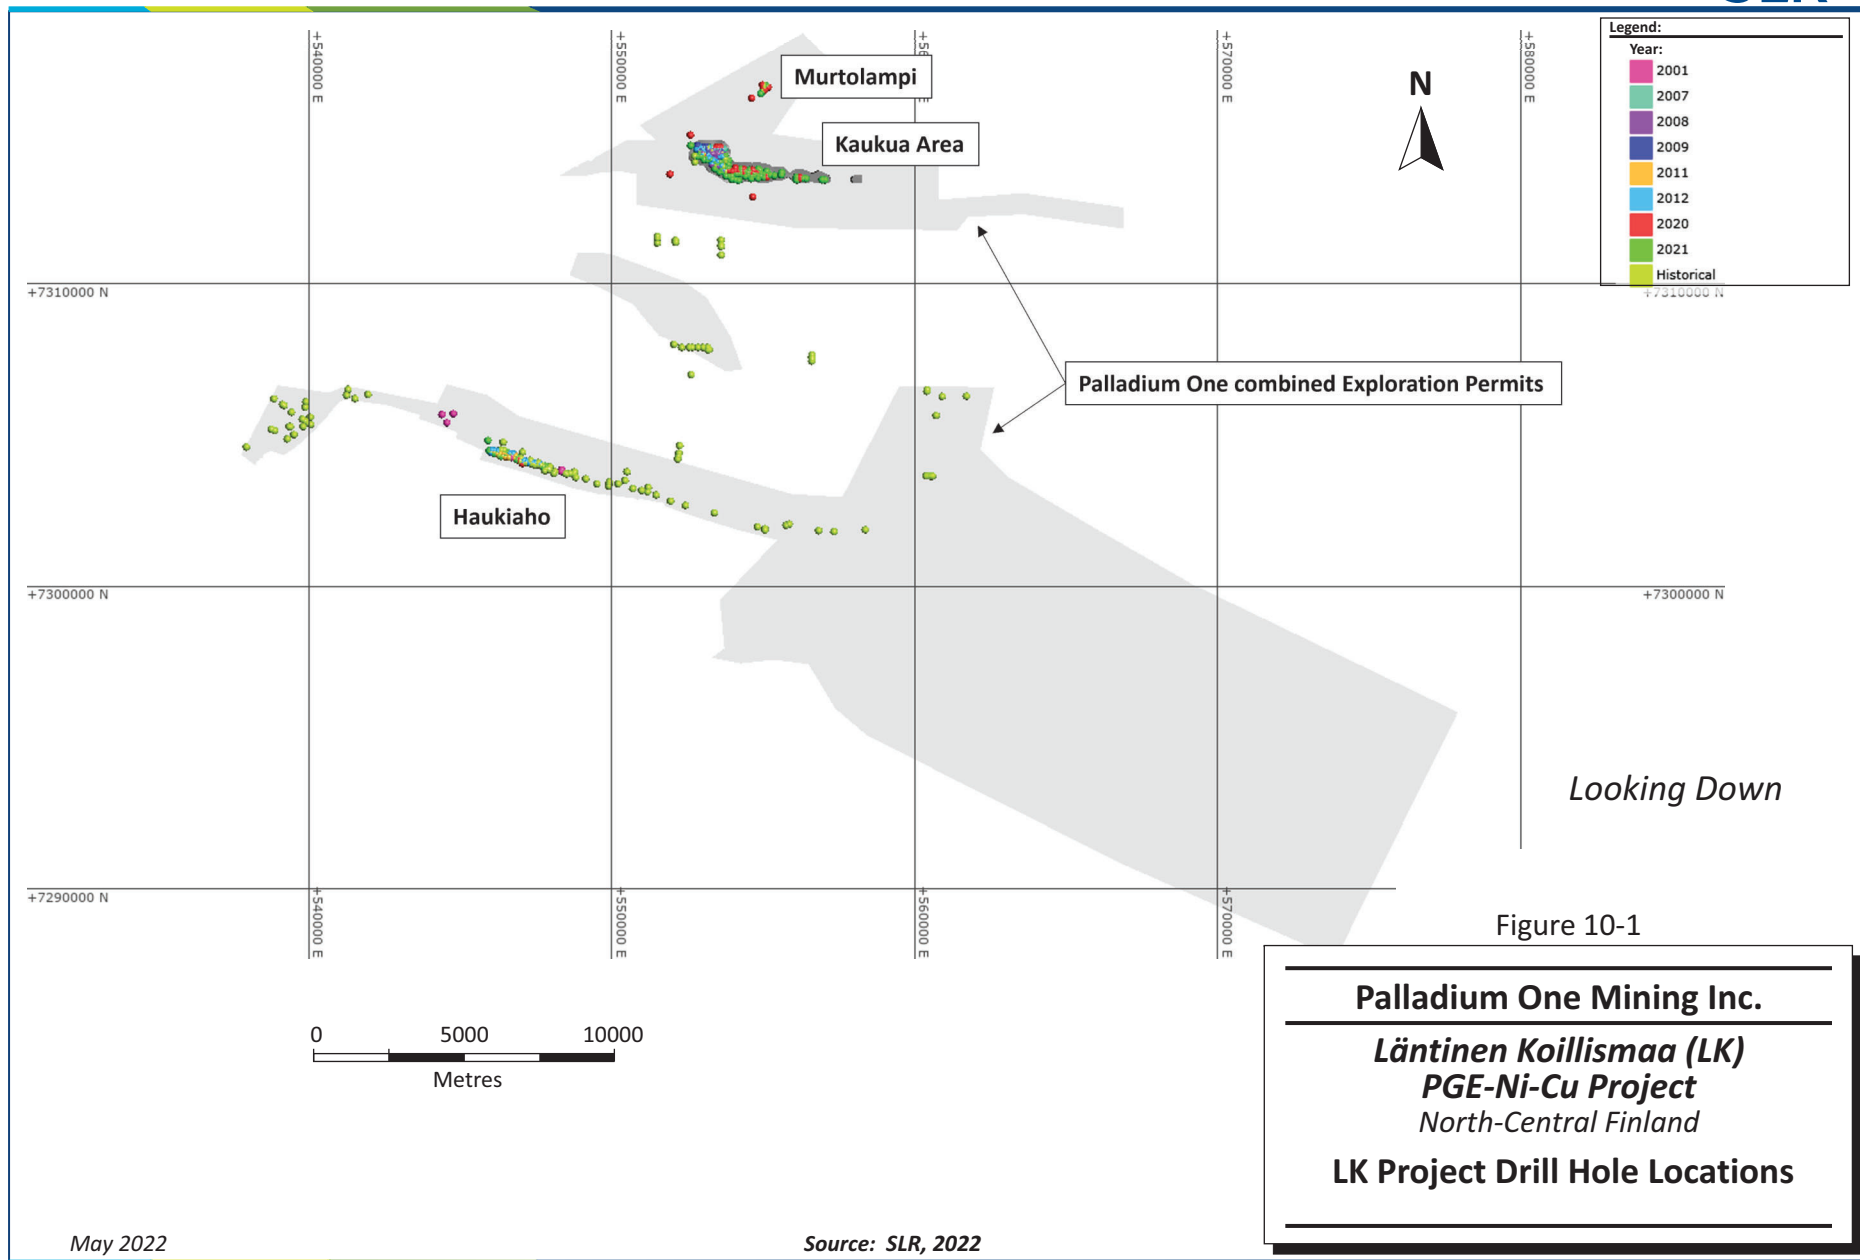 +540000 E
+550000 E
+570000 E
+580000 E
Legend:
Year:
2001
2007
2008
2009
2011
2012
2020
2021
Historical
Murtolampi
N
Kaukua Area
+7310000 N
+7310000 N
Palladium One combined Exploration Permits
Haukiaho
+7300000 N
+7300000 N
Looking Down
+7290000 N
+540000 E
+550000 E
+560000 E
+570000 E
Figure 10-1
Palladium One Mining Inc.
Läntinen Koillismaa (LK)
PGE-Ni-Cu Project
North-Central Finland
LK Project Drill Hole Locations
0 5000 10000
Metres
May 2022
Source: SLR, 2022